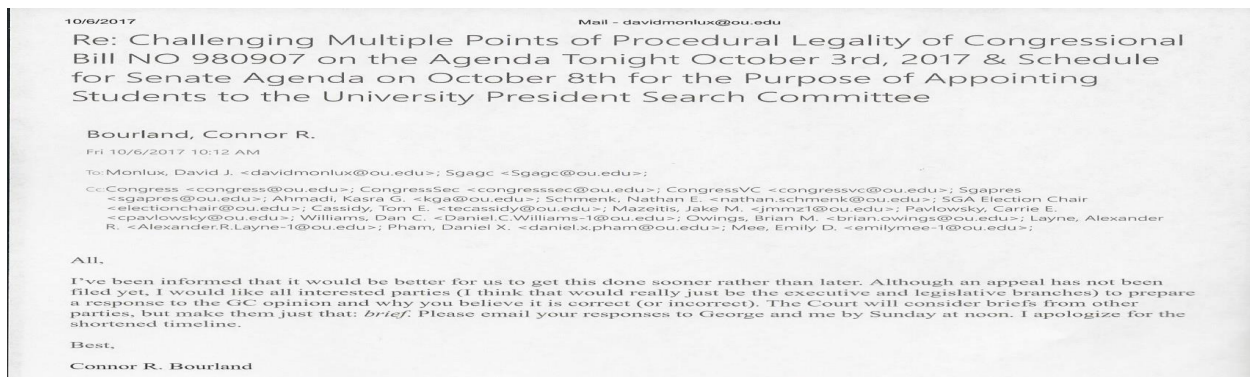 10/6/2017 Mail - davidmonlux@ou.edu
Re: Challenging Multiple Points of Procedural Legality of Congressional
Bill NO 980907 on the Agenda Tonight October 3rd, 2017 & Schedule
for Senate Agenda on October 8th for the Purpose of Appointing
Students to the University President Search Committee
Bourland, Connor R.
Fri 10/6/2017 10:12 AM
To: Monlux, David J. <davidmonlux@ou.edu>; Sgagc <Sgagc@ou.edu>;
Cc: Congress <congress@ou.edu>; CongressSec <congresssec@ou.edu>; CongressVC <congressvc@ou.edu>; Sgapres
<sgapres@ou.edu>; Ahmadi, Kasra G. <kga@ou.edu>; Schmenk, Nathan E. <nathan.schmenk@ou.edu>; SGA Election Chair
<electionchair@ou.edu>; Cassidy, Tom E. <tecassidy@ou.edu>; Mazeitis, Jake M. <jmmz1@ou.edu>; Pavlowsky, Carrie E.
<cpavlowsky@ou.edu>; Williams, Dan C. <Daniel.C.Williams-1@ou.edu>; Owings, Brian M. <brian.owings@ou.edu>; Layne, Alexander
R. <Alexander.R.Layne-1@ou.edu>; Pham, Daniel X. <daniel.x.pham@ou.edu>; Mee, Emily D. <emilymee-1@ou.edu>;
All,
I've been informed that it would be better for us to get this done sooner rather than later. Although an appeal has not been
filed yet, I would like all interested parties (I think that would really just be the executive and legislative branches) to prepare
a response to the GC opinion and why you believe it is correct (or incorrect). The Court will consider briefs from other
parties, but make them just that: brief. Please email your responses to George and me by Sunday at noon. I apologize for the
shortened timeline.
Best,
Connor R. Bourland